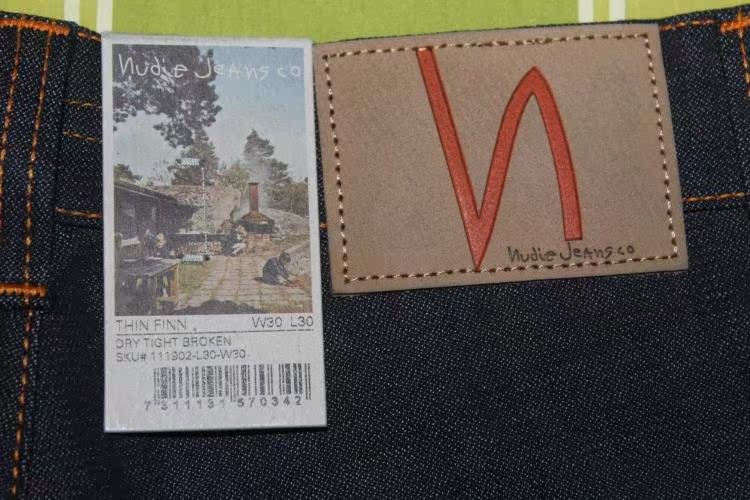 Nudie Jeans co
THIN FINN W30 L30
DRY TIGHT BROKEN
SKU# 111902-L30-W30
7 311131 570342
Nudie Jeans co